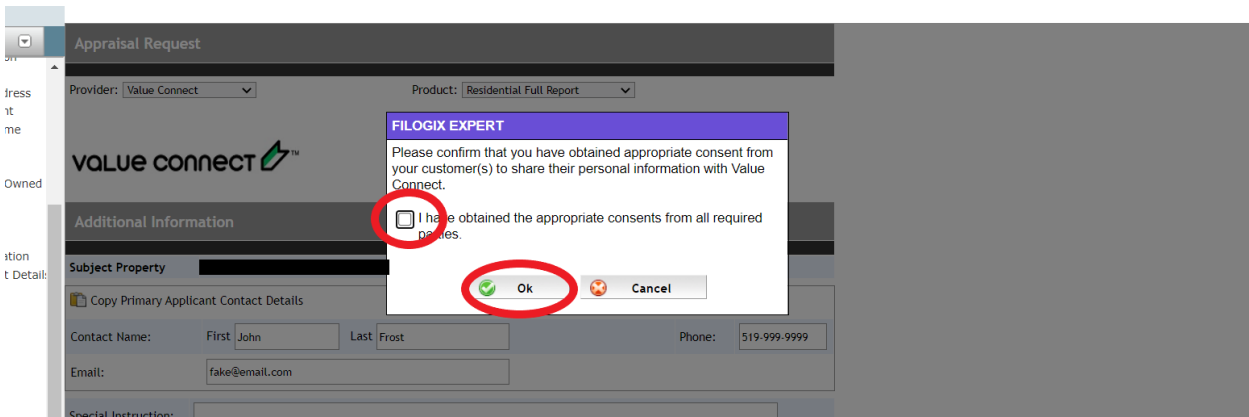 Appraisal Request
dress
nt
me
Owned
ation
t Details
Provider: Value Connect Product: Residential Full Report
value connect ™
FILOGIX EXPERT
Please confirm that you have obtained appropriate consent from
your customer(s) to share their personal information with Value
Connect.
I have obtained the appropriate consents from all required
parties.
Ok Cancel
Additional Information
Subject Property
Copy Primary Applicant Contact Details
Contact Name: First John Last Frost Phone: 519-999-9999
Email: fake@email.com
Special Instruction: